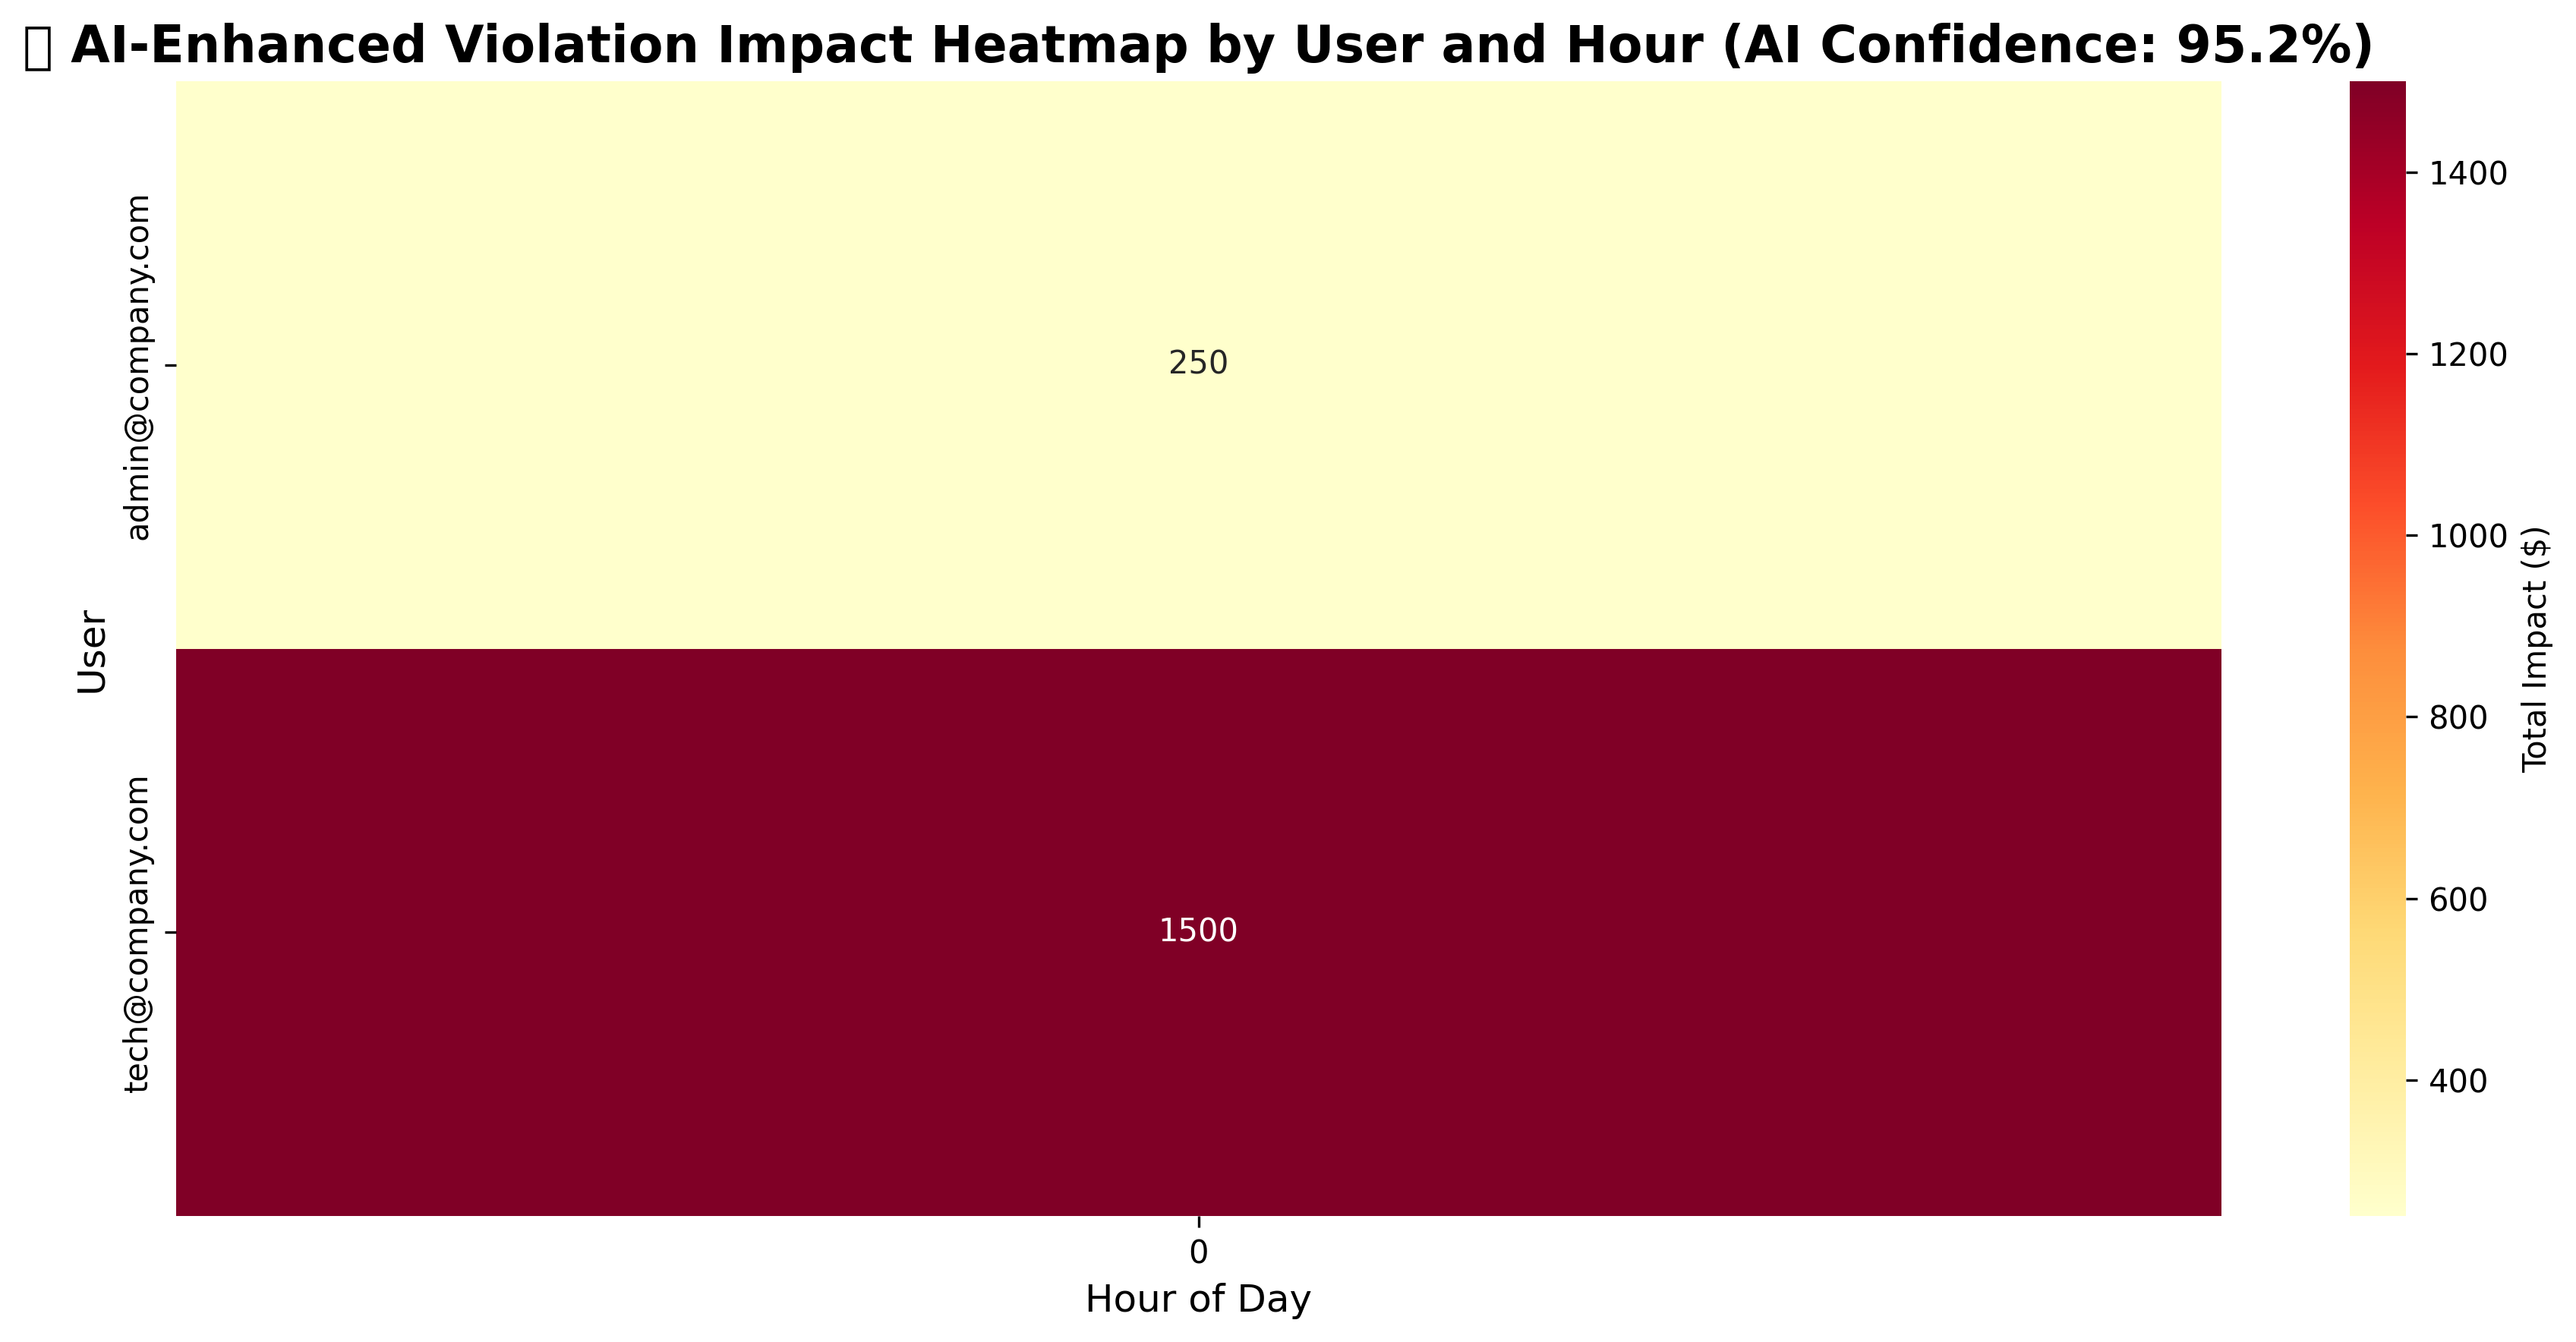 AI-Enhanced Violation Impact Heatmap by User and Hour (AI Confidence: 95.2%)
admin@company.com
250
User
tech@company.com
1500
0
Hour of Day
1400
1200
1000
800
600
400
Total Impact ($)